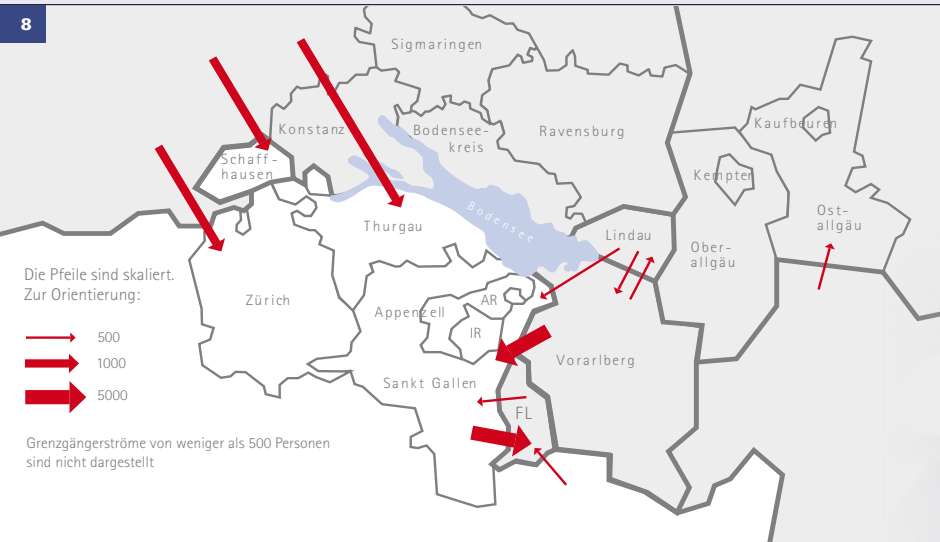 8
Sigmaringen
Konstanz
Bodensee-
kreis
Ravensburg
Kaufbeuren
Schaff-
hausen
Kempten
Bodensee
Thurgau
Lindau
Ober-
allgäu
Ost-
allgäu
Die Pfeile sind skaliert.
Zur Orientierung:
Zürich
Appenzell
AR
IR
500
1000
5000
Sankt Gallen
Vorarlberg
FL
Grenzgängerströme von weniger als 500 Personen
sind nicht dargestellt